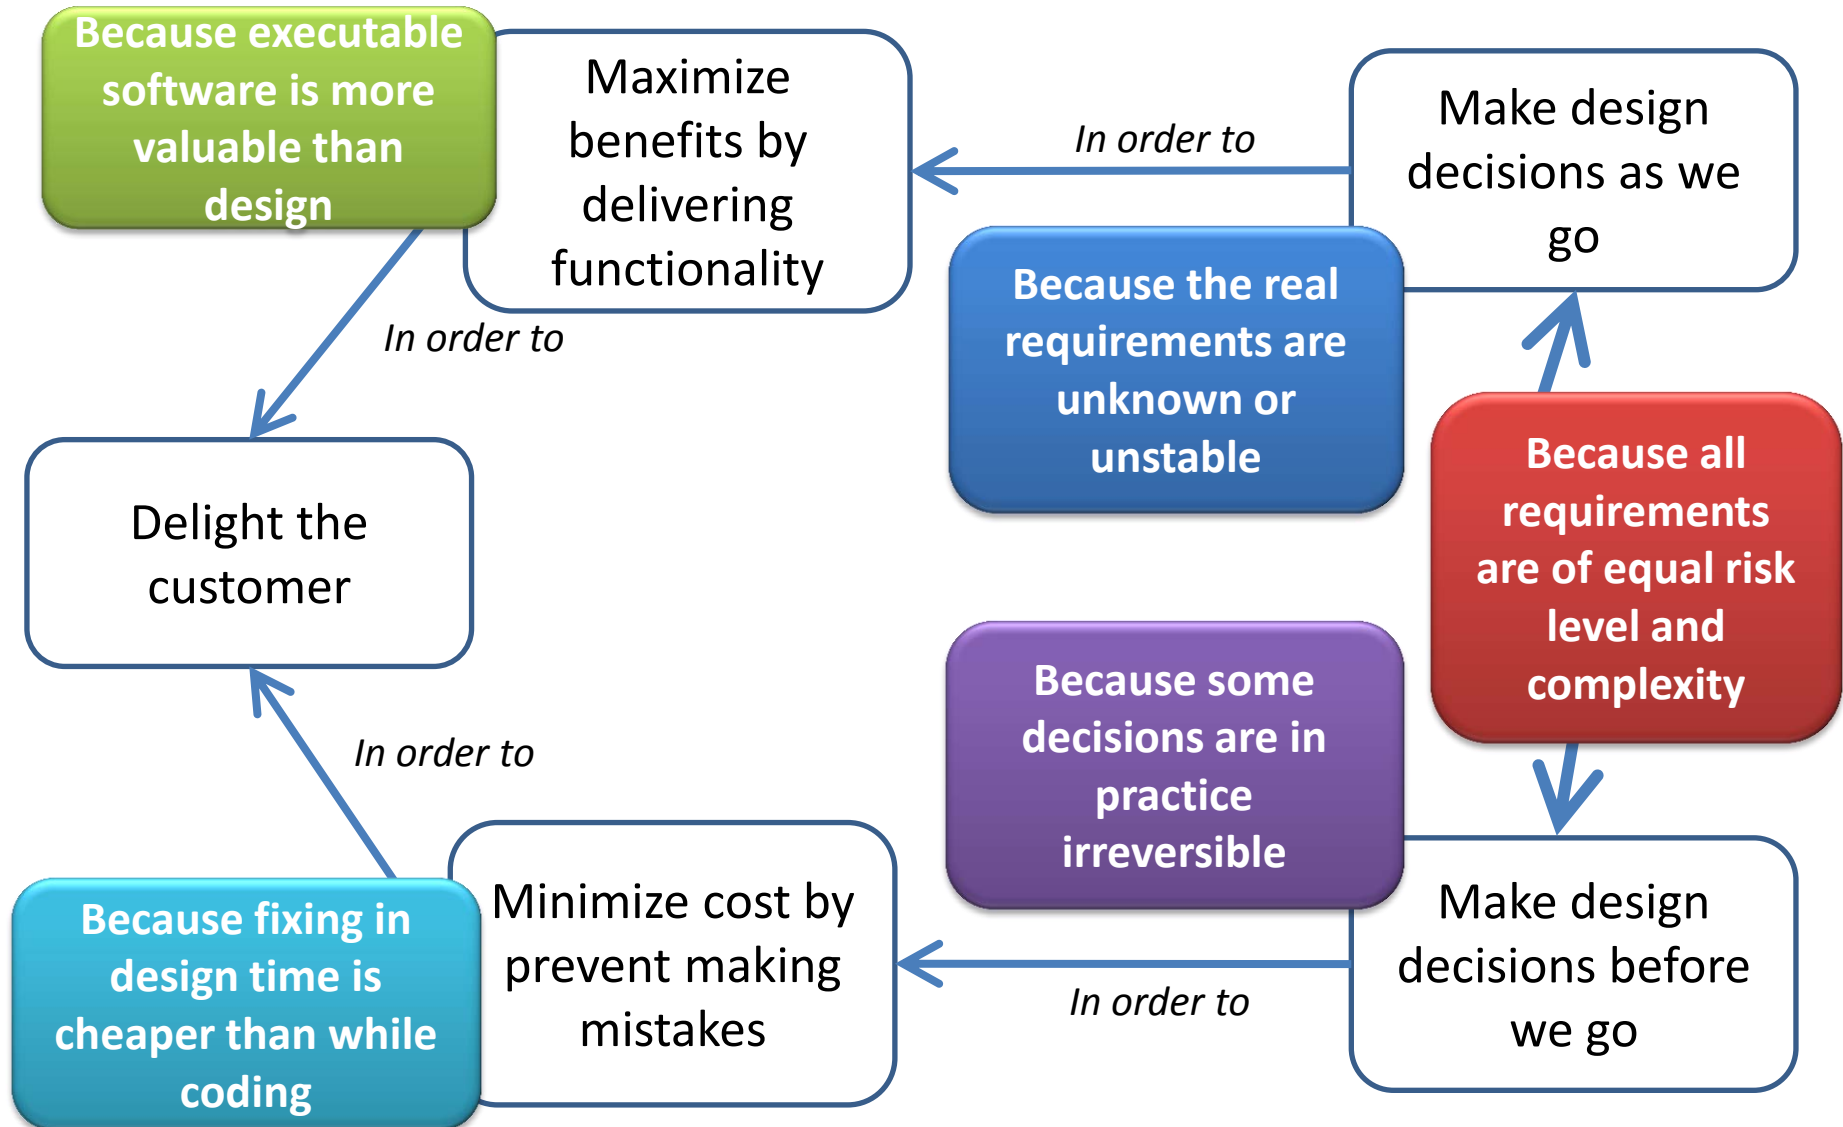 Because executable
software is more
valuable than
design
Maximize
benefits by
delivering
functionality
In order to
Make design
decisions as we
go
Because the real
requirements are
unknown or
unstable
In order to
Because all
requirements
are of equal risk
level and
complexity
Delight the
customer
Because some
decisions are in
practice
irreversible
In order to
Because fixing in
design time is
cheaper than while
coding
Minimize cost by
prevent making
mistakes
In order to
Make design
decisions before
we go